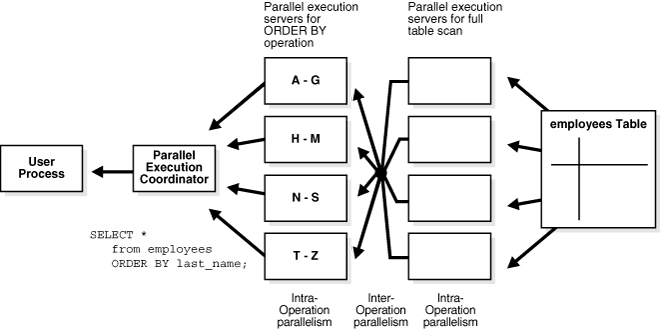 Parallel execution
servers for
ORDER BY
operation
Parallel execution
servers for full
table scan
A - G
H - M
N - S
T - Z
employees Table
User
Process
Parallel
Execution
Coordinator
SELECT *
from employees
ORDER BY last_name;
Intra-
Operation
parallelism
Inter-
Operation
parallelism
Intra-
Operation
parallelism